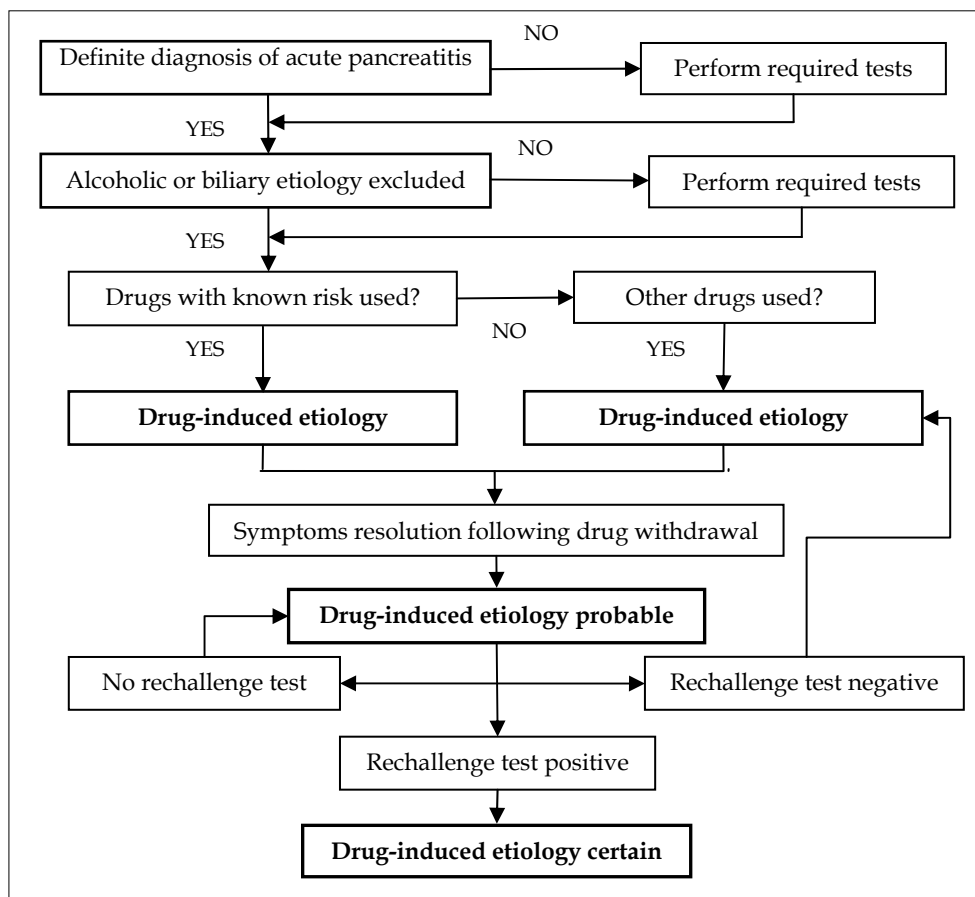 NO
Definite diagnosis of acute pancreatitis
Perform required tests
YES
NO
Alcoholic or biliary etiology excluded
Perform required tests
YES
Drugs with known risk used?
Other drugs used?
NO
YES
YES
Drug-induced etiology
Drug-induced etiology
Symptoms resolution following drug withdrawal
Drug-induced etiology probable
No rechallenge test
Rechallenge test negative
Rechallenge test positive
Drug-induced etiology certain